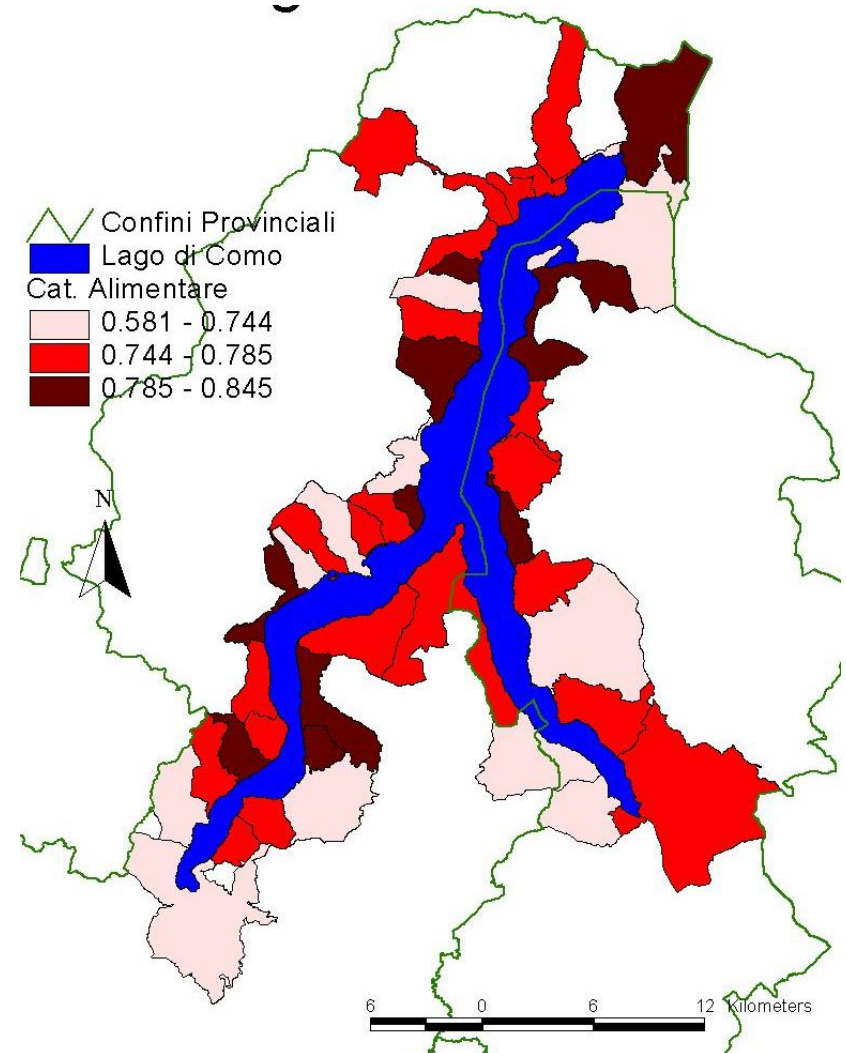 Confini Provinciali
Lago di Como
Cat. Alimentare
0.581 - 0.744
0.744 - 0.785
0.785 - 0.845
N
6 0 6 12 Kilometers